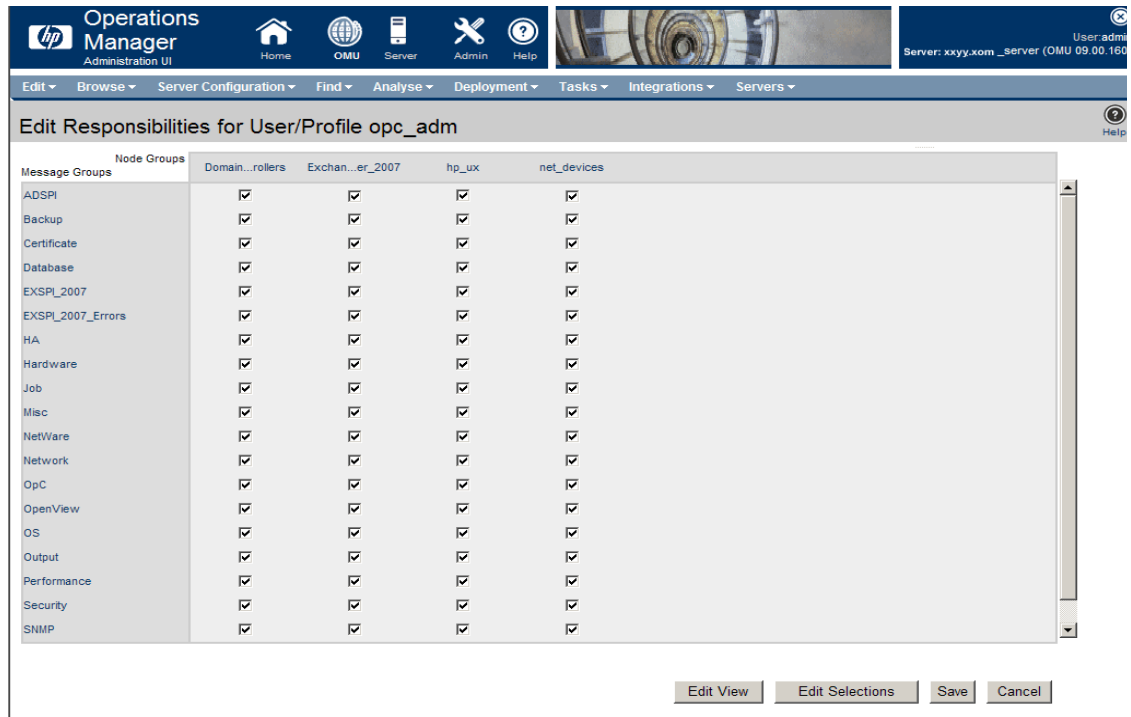 hp
Operations
Manager
Administration UI
Home
OMU
Server
Admin
Help
User:admi
Server: xxyy.xom _server (OMU 09.00.160
Edit Browse Server Configuration Find Analyse Deployment Tasks Integrations Servers
Edit Responsibilities for User/Profile opc_adm
Help
Node Groups
Message Groups
Domain...rollers Exchan...er_2007 hp_ux net_devices
ADSPI
Backup
Certificate
Database
EXSPI_2007
EXSPI_2007_Errors
HA
Hardware
Job
Misc
NetWare
Network
OpC
OpenView
OS
Output
Performance
Security
SNMP
Edit View Edit Selections Save Cancel